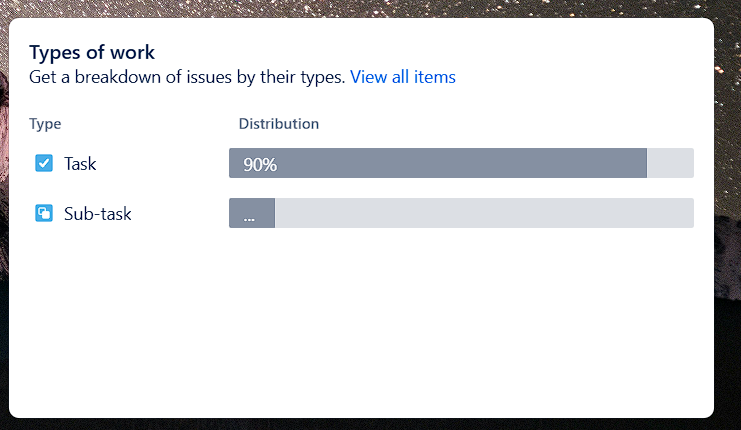 Types of work
Get a breakdown of issues by their types. View all items
Type Distribution
Task 90%
Sub-task ...